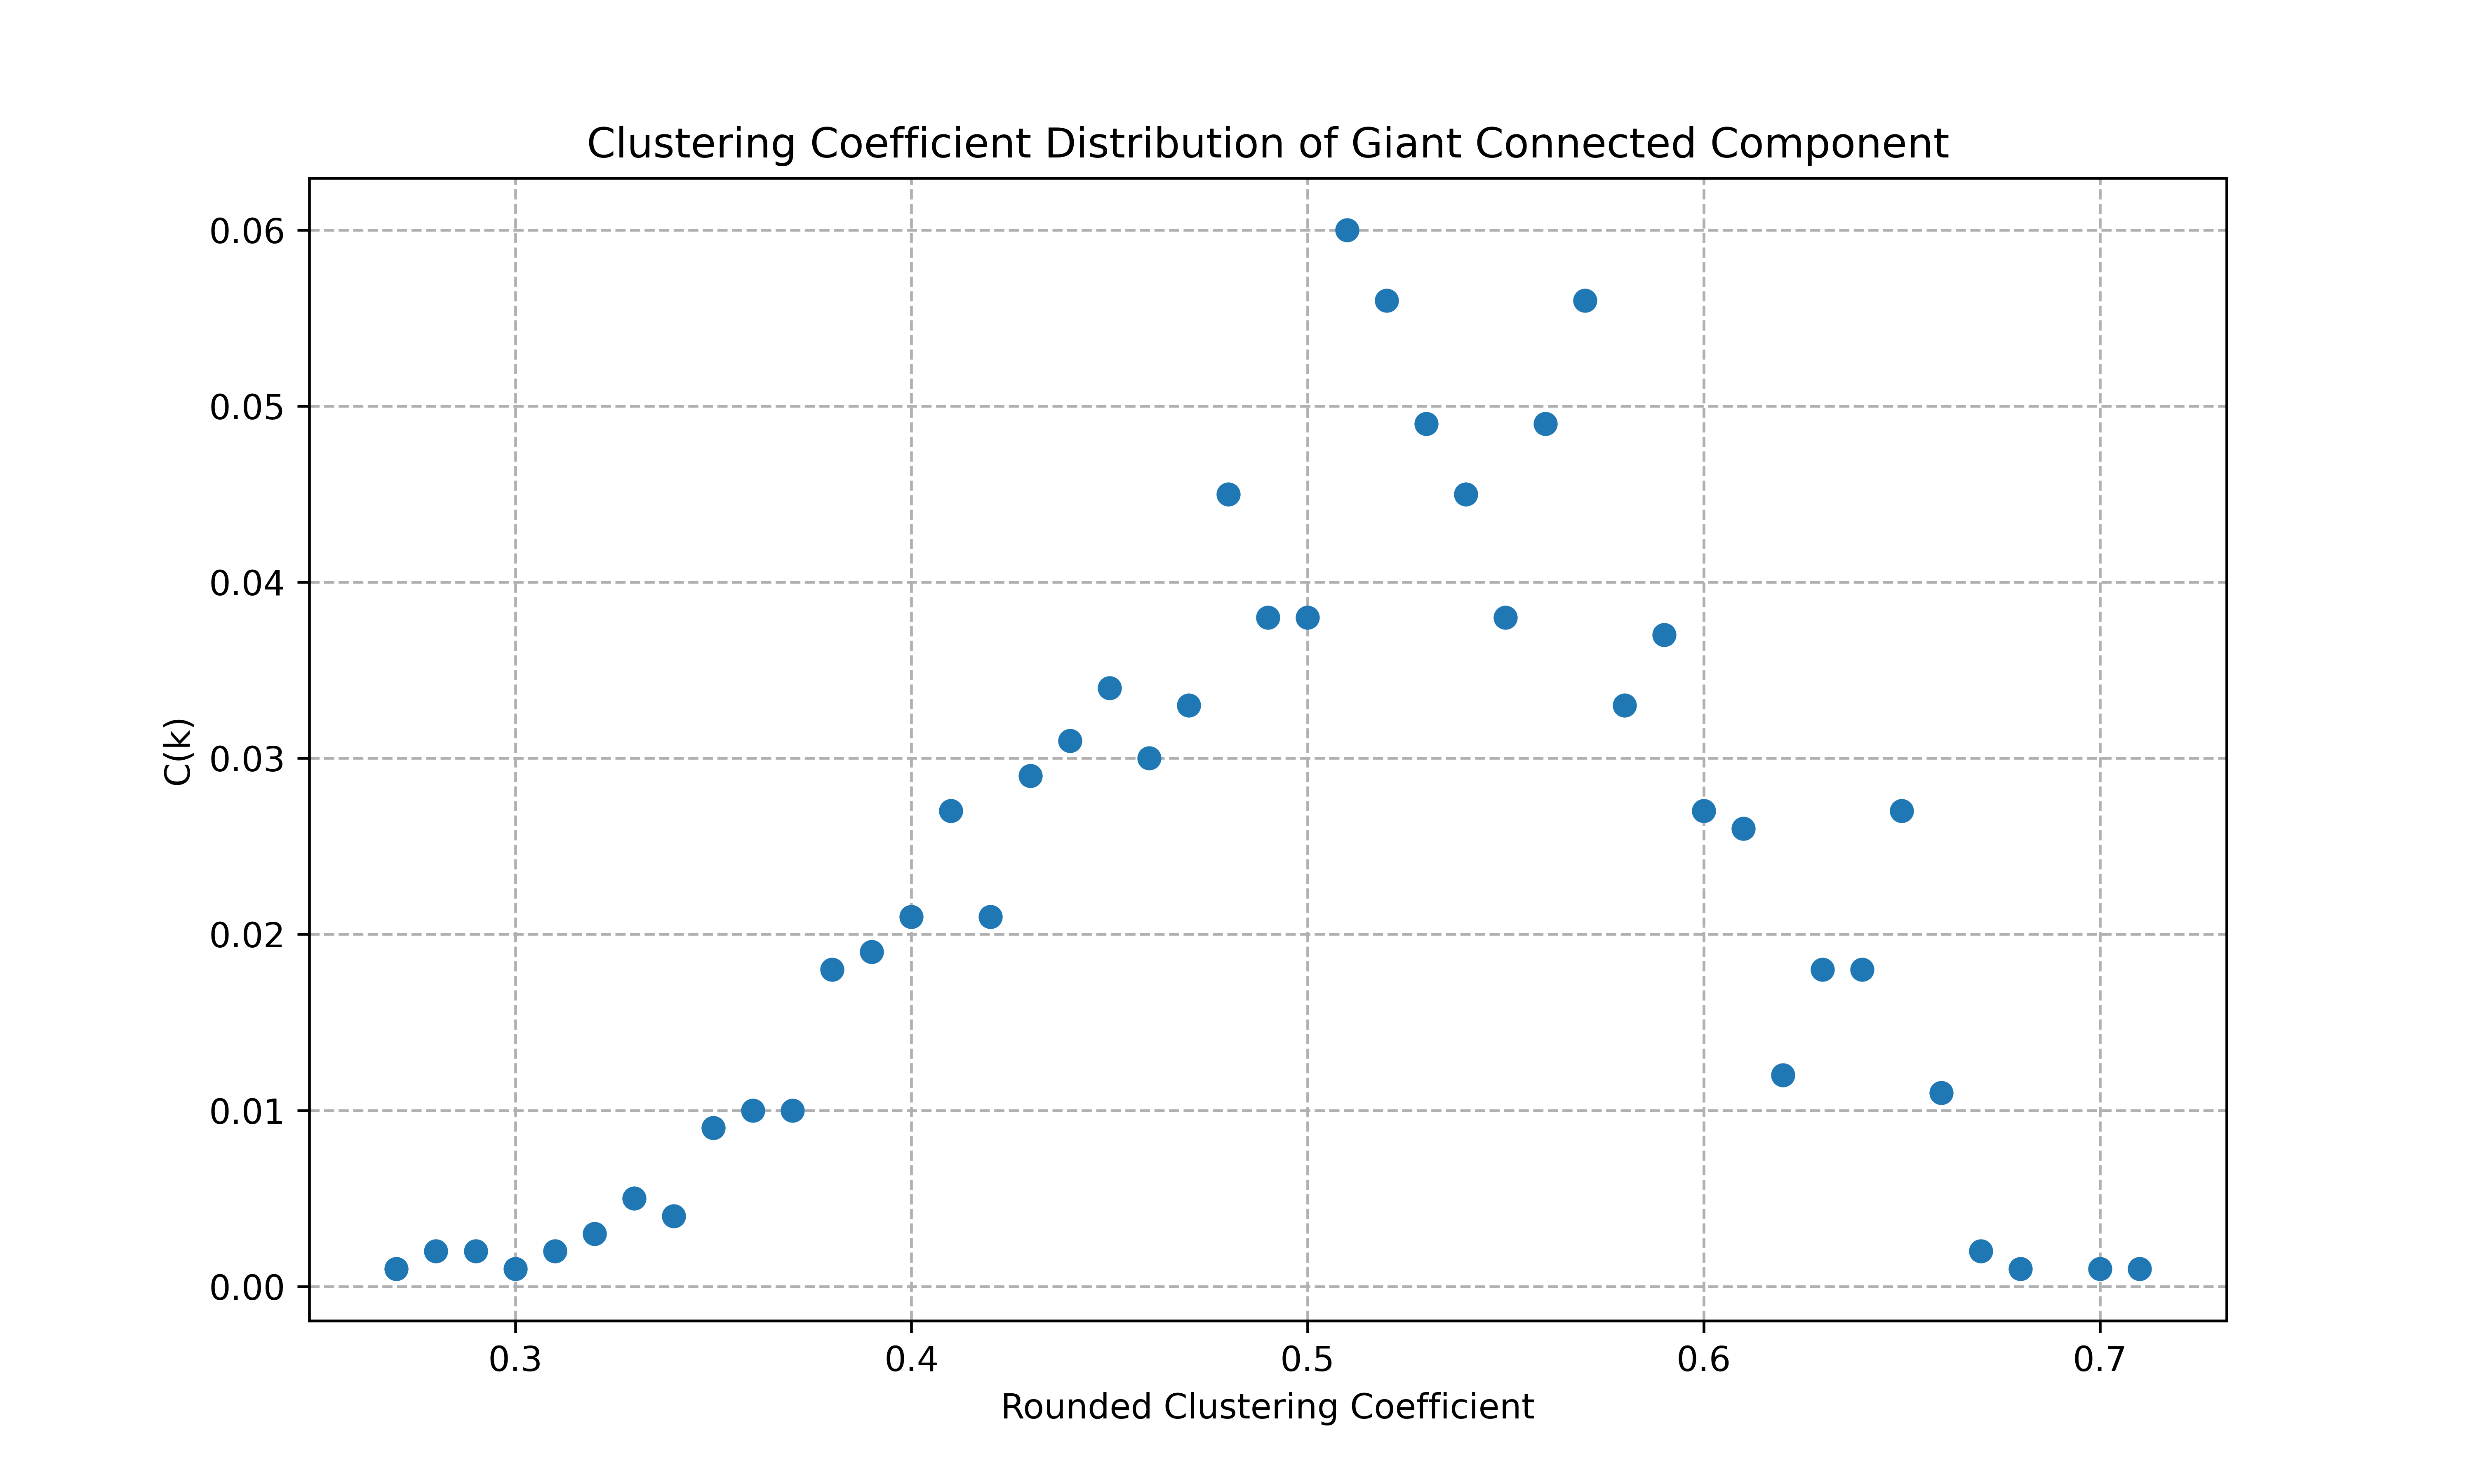 Clustering Coefficient Distribution of Giant Connected Component
0.06
0.05
0.04
0.03
0.02
0.01
0.00
C(k)
0.3 0.4 0.5 0.6 0.7
Rounded Clustering Coefficient